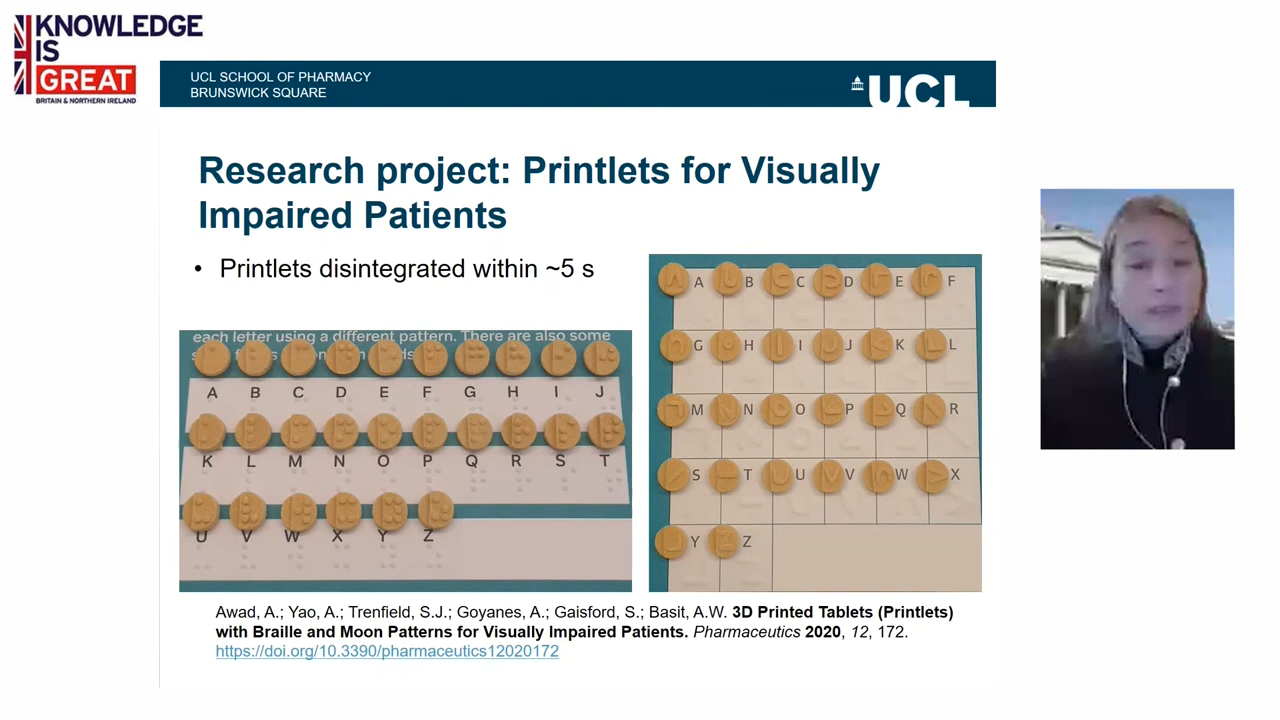 KNOWLEDGE
IS
GREAT
BRITAIN & NORTHERN IRELAND
UCL SCHOOL OF PHARMACY
BRUNSWICK SQUARE
UCL
Research project: Printlets for Visually
Impaired Patients
• Printlets disintegrated within ~5 s
each letter using a different pattern. There are also some
A B C D E F G H I J
K L M N O P Q R S T
U V W X Y Z
A B C D E F
G H I J K L
M N O P Q R
S T U V W X
Y Z
Awad, A.; Yao, A.; Trenfield, S.J.; Goyanes, A.; Gaisford, S.; Basit, A.W. 3D Printed Tablets (Printlets)
with Braille and Moon Patterns for Visually Impaired Patients. Pharmaceutics 2020, 12, 172.
https://doi.org/10.3390/pharmaceutics12020172